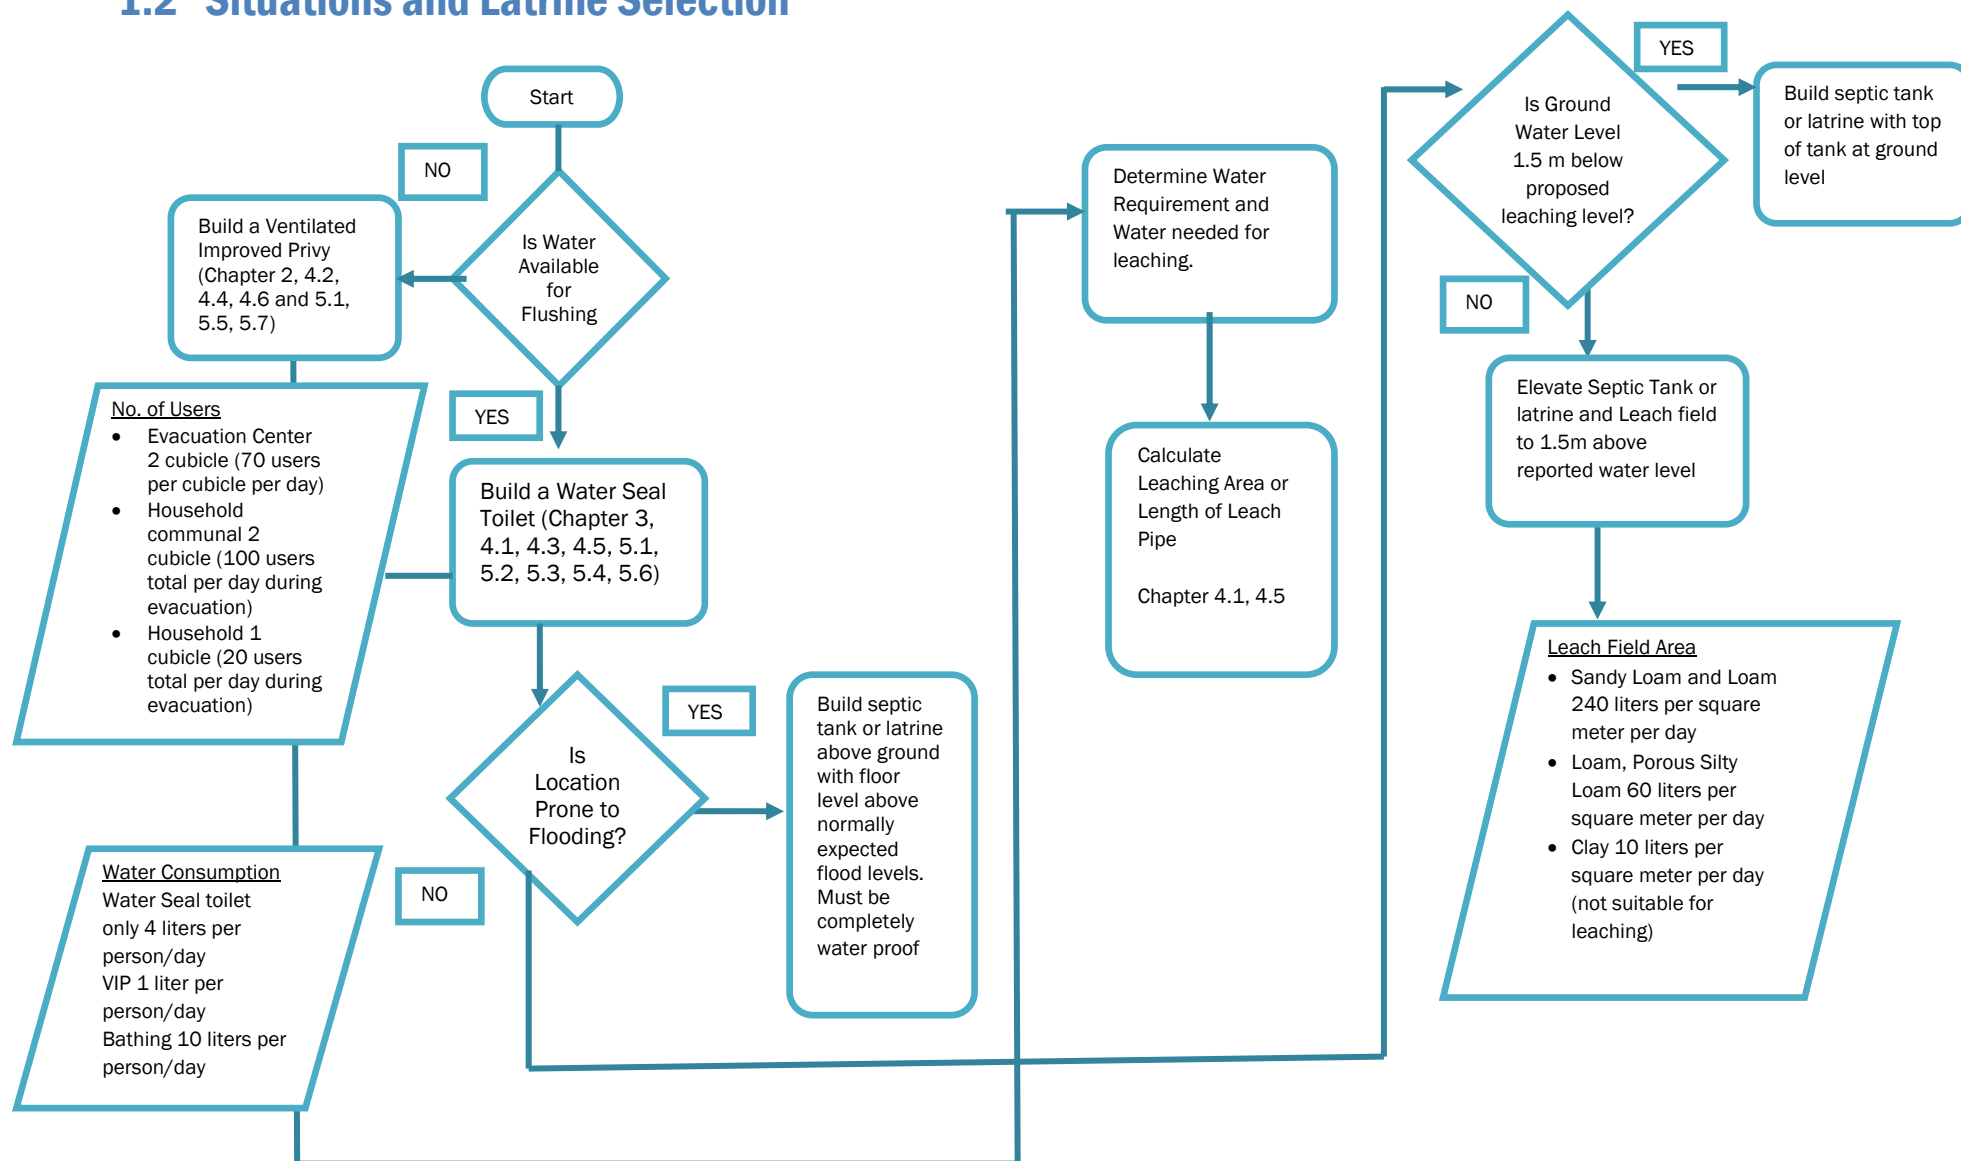 1.2 Situations and Latrine Selection
Start
NO
Is Water
Available
for
Flushing
Build a Ventilated
Improved Privy
(Chapter 2, 4.2,
4.4, 4.6 and 5.1,
5.5, 5.7)
YES
No. of Users
• Evacuation Center
2 cubicle (70 users
per cubicle per day)
• Household
communal 2
cubicle (100 users
total per day during
evacuation)
• Household 1
cubicle (20 users
total per day during
evacuation)
Build a Water Seal
Toilet (Chapter 3,
4.1, 4.3, 4.5, 5.1,
5.2, 5.3, 5.4, 5.6)
Is
Location
Prone to
Flooding?
YES
Build septic
tank or latrine
above ground
with floor
level above
normally
expected
flood levels.
Must be
completely
water proof
NO
Water Consumption
Water Seal toilet
only 4 liters per
person/day
VIP 1 liter per
person/day
Bathing 10 liters per
person/day
Determine Water
Requirement and
Water needed for
leaching.
Calculate
Leaching Area or
Length of Leach
Pipe
Chapter 4.1, 4.5
Is Ground
Water Level
1.5 m below
proposed
leaching level?
YES
Build septic tank
or latrine with top
of tank at ground
level
NO
Elevate Septic Tank or
latrine and Leach field
to 1.5m above
reported water level
Leach Field Area
• Sandy Loam and Loam
240 liters per square
meter per day
• Loam, Porous Silty
Loam 60 liters per
square meter per day
• Clay 10 liters per
square meter per day
(not suitable for
leaching)